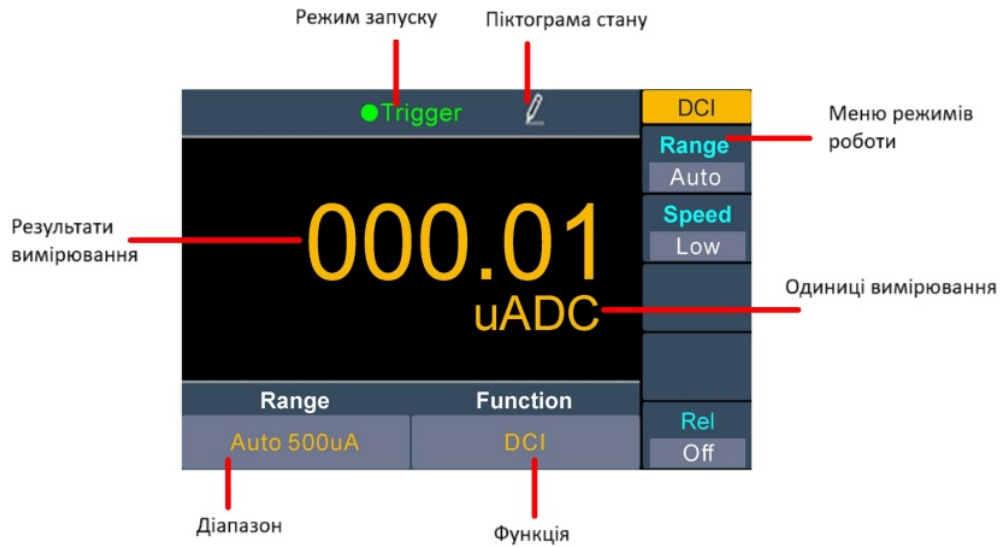 Режим запуску
Піктограма стану
Trigger
DCI
Меню режимів
роботи
Range
Auto
Speed
Low
Результати
вимірювання
000.01
uADC
Одиниці вимірювання
Range
Function
Auto 500uA
DCI
Rel
Off
Діапазон
Функція